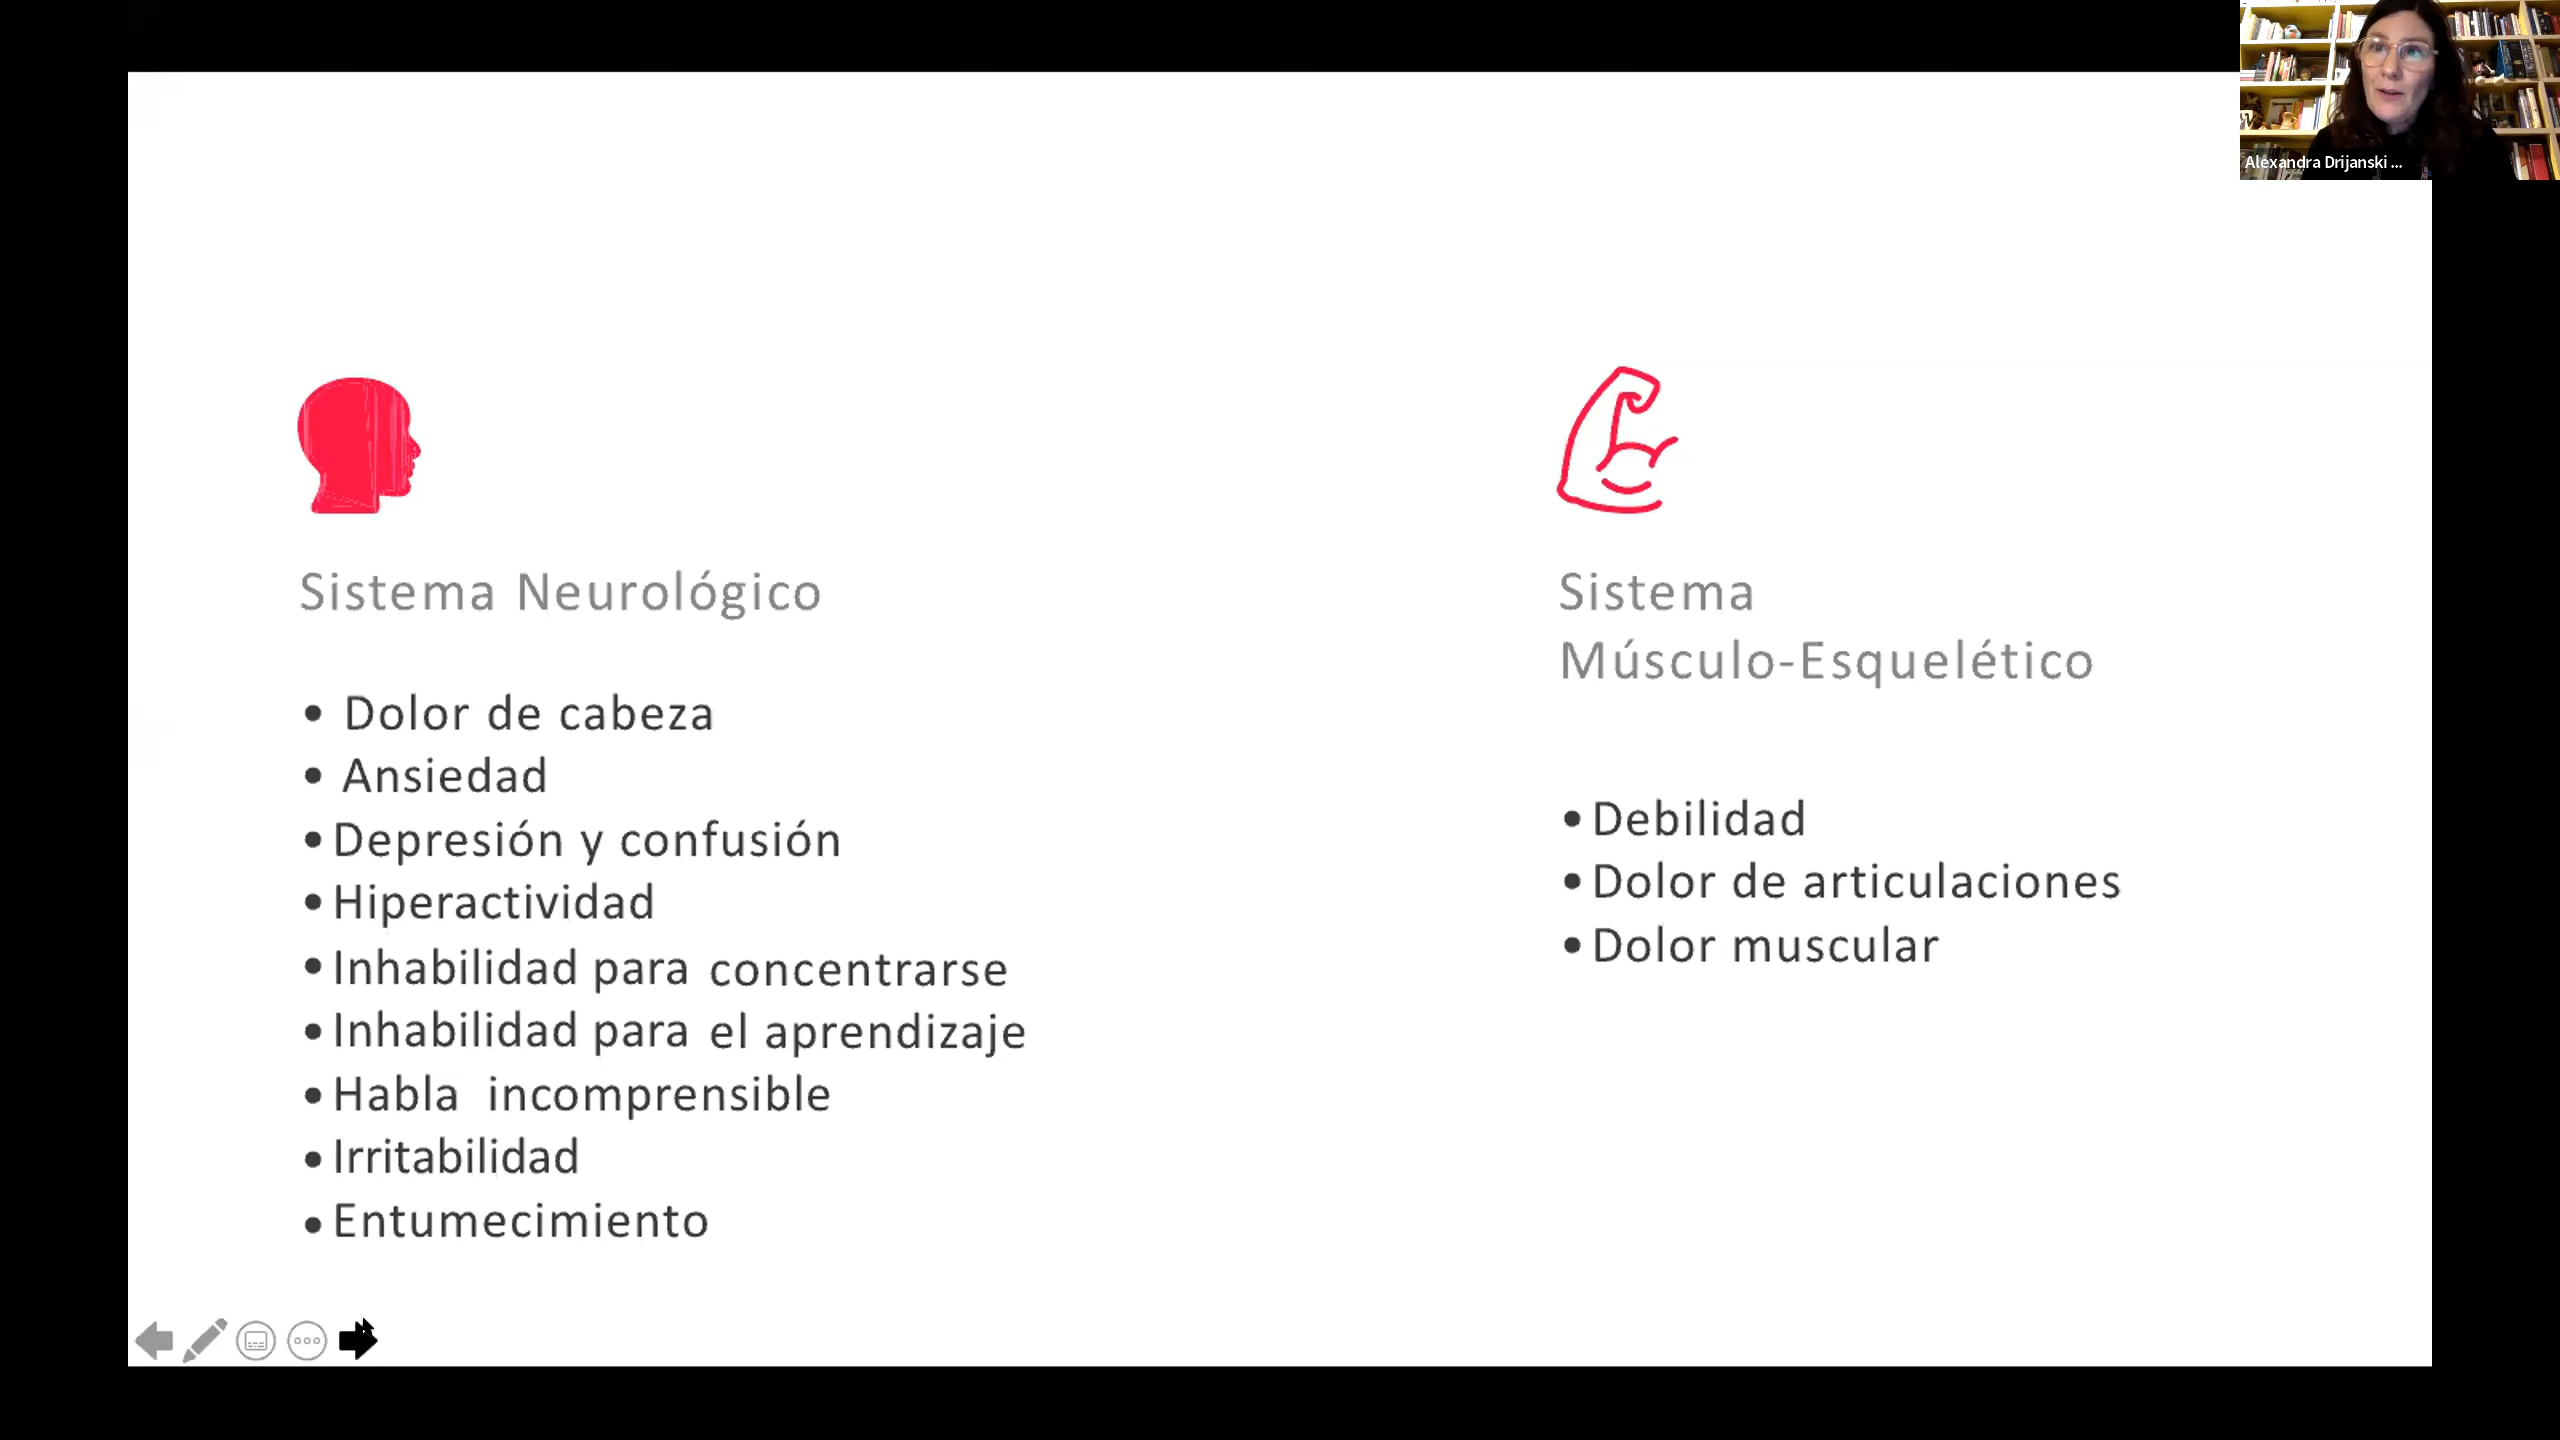 Alexandra Drijanski ...
Sistema Neurológico
• Dolor de cabeza
• Ansiedad
• Depresión y confusión
• Hiperactividad
• Inhabilidad para concentrarse
• Inhabilidad para el aprendizaje
• Habla incomprensible
• Irritabilidad
• Entumecimiento
Sistema
Músculo-Esquelético
• Debilidad
• Dolor de articulaciones
• Dolor muscular